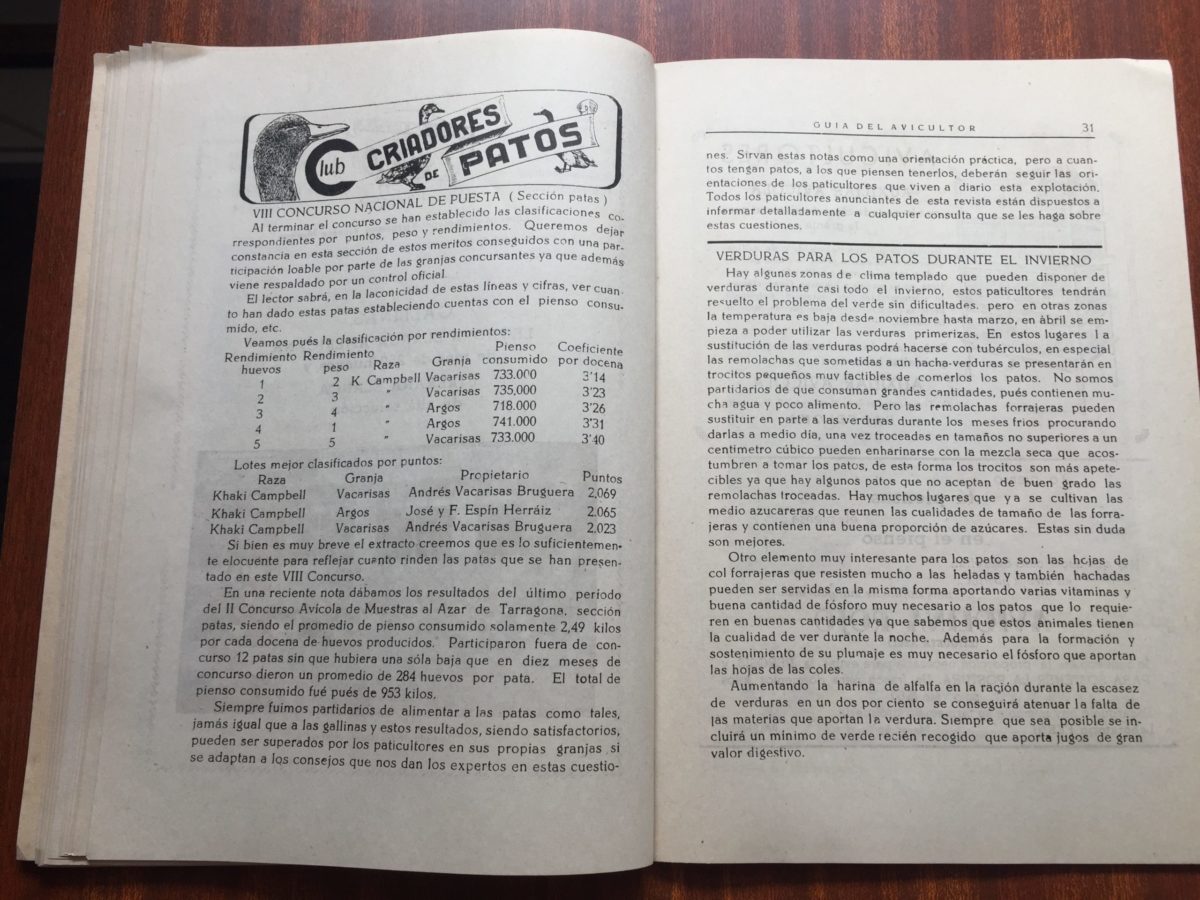 Club CRIADORES DE PATOS
VIII CONCURSO NACIONAL DE PUESTA ( Sección patas )
Al terminar el concurso se han establecido las clasificaciones co-
rrespondientes por puntos, peso y rendimientos. Queremos dejar
constancia en esta sección de estos meritos conseguidos con una par-
ticipación loable por parte de las granjas concursantes ya que además
viene respaldado por un control oficial.
El lector sabrá, en la laconicidad de estas líneas y cifras, ver cuan-
to han dado estas patas estableciendo cuentas con el pienso consu-
mido, etc.
Veamos pués la clasificación por rendimientos:
Rendimiento huevos Rendimiento peso Raza Granja Pienso consumido Coeficiente por docena
1 2 K. Campbell Vacarisas 733.000 3'14
2 3 " Vacarisas 735.000 3'23
3 4 " Argos 718.000 3'26
4 1 " Argos 741.000 3'31
5 5 " Vacarisas 733.000 3'40
Lotes mejor clasificados por puntos:
Raza Granja Propietario Puntos
Khaki Campbell Vacarisas Andrés Vacarisas Bruguera 2,069
Khaki Campbell Argos José y F. Espín Herráiz 2.065
Khaki Campbell Vacarisas Andrés Vacarisas Bruguera 2,023
Si bien es muy breve el extracto creemos que es lo suficientemen-
te elocuente para reflejar cuánto rinden las patas que se han presen-
tado en este VIII Concurso.
En una reciente nota dábamos los resultados del último período
del II Concurso Avícola de Muestras al Azar de Tarragona, sección
patas, siendo el promedio de pienso consumido solamente 2,49 kilos
por cada docena de huevos producidos. Participaron fuera de con-
curso 12 patas sin que hubiera una sóla baja que en diez meses de
concurso dieron un promedio de 284 huevos por pata. El total de
pienso consumido fué pués de 953 kilos.
Siempre fuimos partidarios de alimentar a las patas como tales,
jamás igual que a las gallinas y estos resultados, siendo satisfactorios,
pueden ser superados por los paticultores en sus propias granjas si
se adaptan a los consejos que nos dan los expertos en estas cuestio-
GUIA DEL AVICULTOR 31
nes. Sirvan estas notas como una orientación práctica, pero a cuan-
tos tengan patos, a los que piensen tenerlos, deberán seguir las ori-
entaciones de los paticultores que viven a diario esta explotación.
Todos los paticultores anunciantes de esta revista están dispuestos a
informar detalladamente a cualquier consulta que se les haga sobre
estas cuestiones.
VERDURAS PARA LOS PATOS DURANTE EL INVIERNO
Hay algunas zonas de clima templado que pueden disponer de
verduras durante casi todo el invierno, estos paticultores tendrán
resuelto el problema del verde sin dificultades, pero en otras zonas
la temperatura es baja desde noviembre hasta marzo, en àbril se em-
pieza a poder utilizar las verduras primerizas. En estos lugares la
sustitución de las verduras podrá hacerse con tubérculos, en especial
las remolachas que sometidas a un hacha-verduras se presentarán en
trocitos pequeños muy factibles de comerlos los patos. No somos
partidarios de que consuman grandes cantidades, pués contienen mu-
cha agua y poco alimento. Pero las remolachas forrajeras pueden
sustituir en parte a las verduras durante los meses frios procurando
darlas a medio día, una vez troceadas en tamaños no superiores a un
centímetro cúbico pueden enharinarse con la mezcla seca que acos-
tumbren a tomar los patos, de esta forma los trocitos son más apete-
cibles ya que hay algunos patos que no aceptan de buen grado las
remolachas troceadas. Hay muchos lugares que ya se cultivan las
medio azucareras que reunen las cualidades de tamaño de las forra-
jeras y contienen una buena proporción de azúcares. Estas sin duda
son mejores.
Otro elemento muy interesante para los patos son las hojas de
col forrajeras que resisten mucho a las heladas y también hachadas
pueden ser servidas en la misma forma aportando varias vitaminas y
buena cantidad de fósforo muy necesario a los patos que lo requie-
ren en buenas cantidades ya que sabemos que estos animales tienen
la cualidad de ver durante la noche. Además para la formación y
sostenimiento de su plumaje es muy necesario el fósforo que aportan
las hojas de las coles.
Aumentando la harina de alfalfa en la ración durante la escasez
de verduras en un dos por ciento se conseguirá atenuar la falta de
las materias que aportan la verdura. Siempre que sea posible se in-
cluirá un mínimo de verde recién recogido que aporta jugos de gran
valor digestivo.